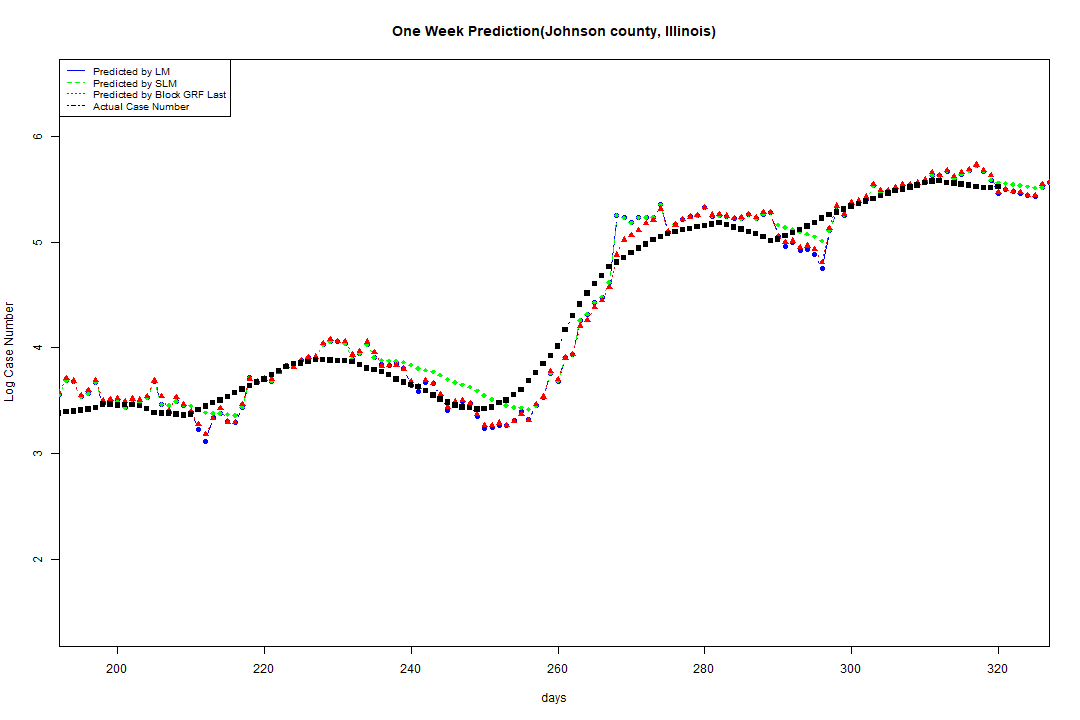 One Week Prediction(Johnson county, Illinois)
Predicted by LM
Predicted by SLM
Predicted by Block GRF Last
Actual Case Number
Log Case Number
6
5
4
3
2
200 220 240 260 280 300 320
days